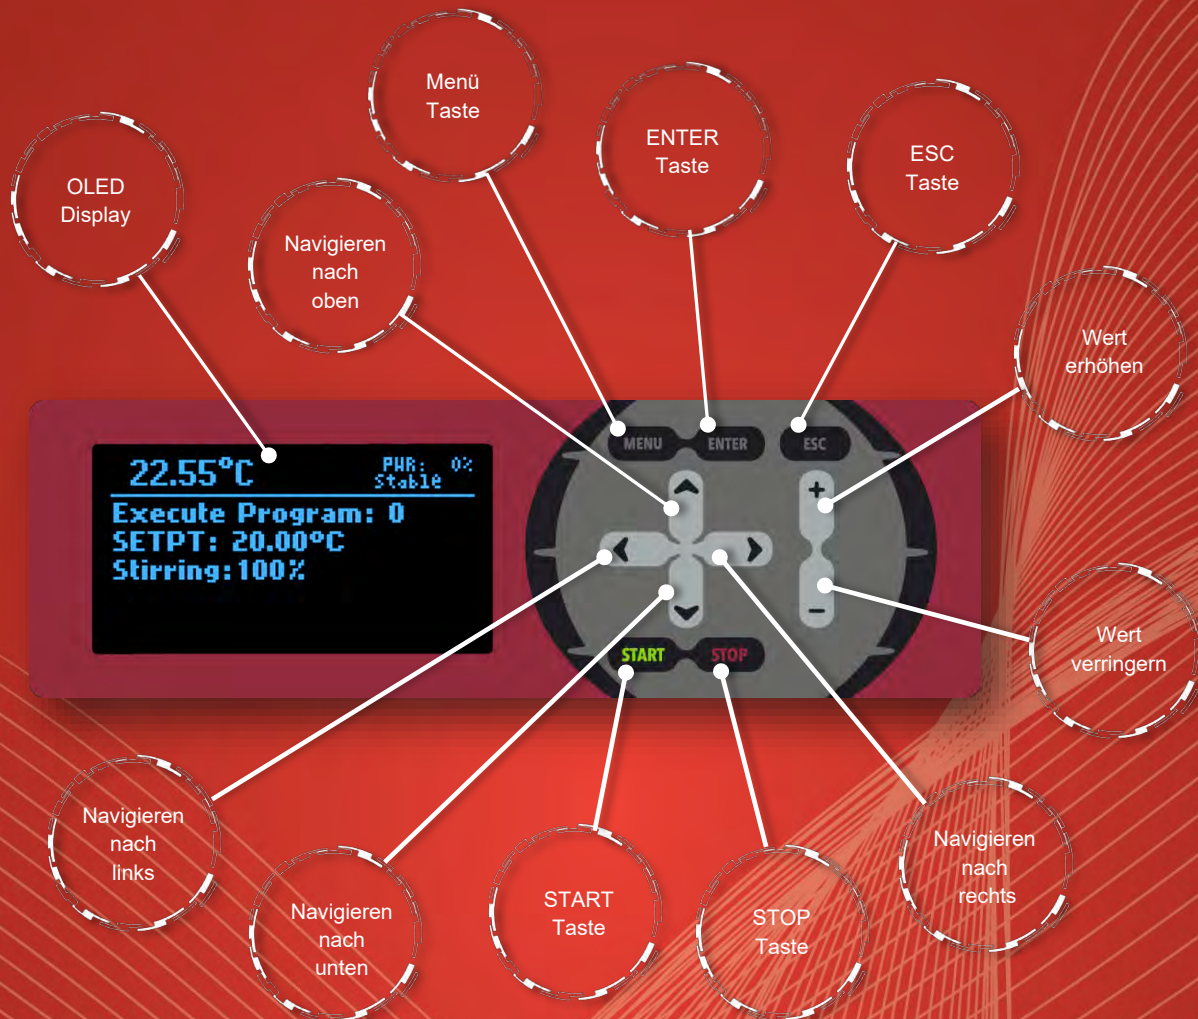 Menü
Taste
ENTER
Taste
ESC
Taste
OLED
Display
Navigieren
nach
oben
Wert
erhöhen
22.55°C
PWR: 0%
Stable
Execute Program: 0
SETPT: 20.00°C
Stirring:100%
MENU
ENTER
ESC
+
-
START
STOP
Wert
verringern
Navigieren
nach
links
Navigieren
nach
unten
START
Taste
STOP
Taste
Navigieren
nach
rechts